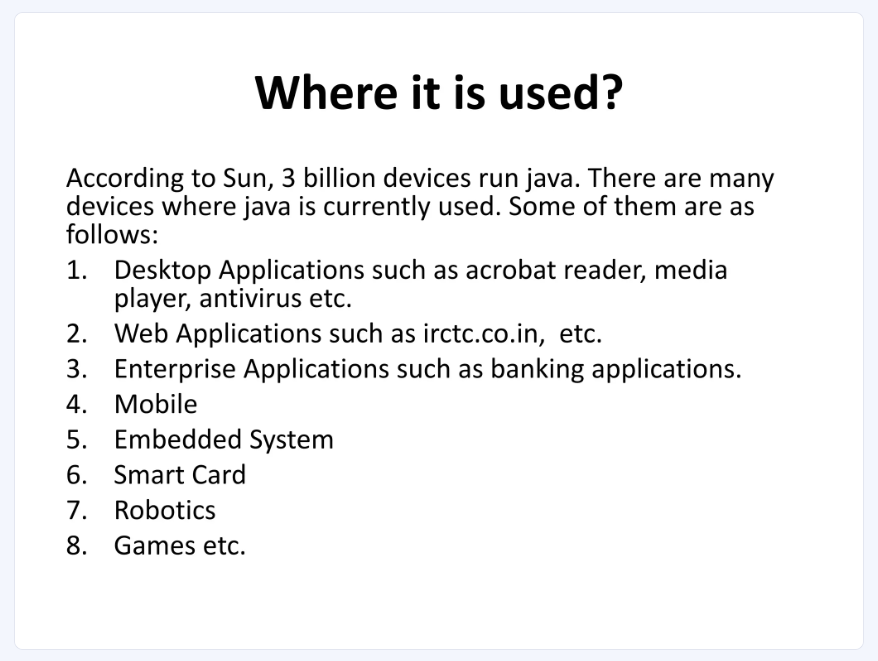 Where it is used?
According to Sun, 3 billion devices run java. There are many
devices where java is currently used. Some of them are as
follows:
1. Desktop Applications such as acrobat reader, media
player, antivirus etc.
2. Web Applications such as irctc.co.in,  etc.
3. Enterprise Applications such as banking applications.
4. Mobile
5. Embedded System
6. Smart Card
7. Robotics
8. Games etc.